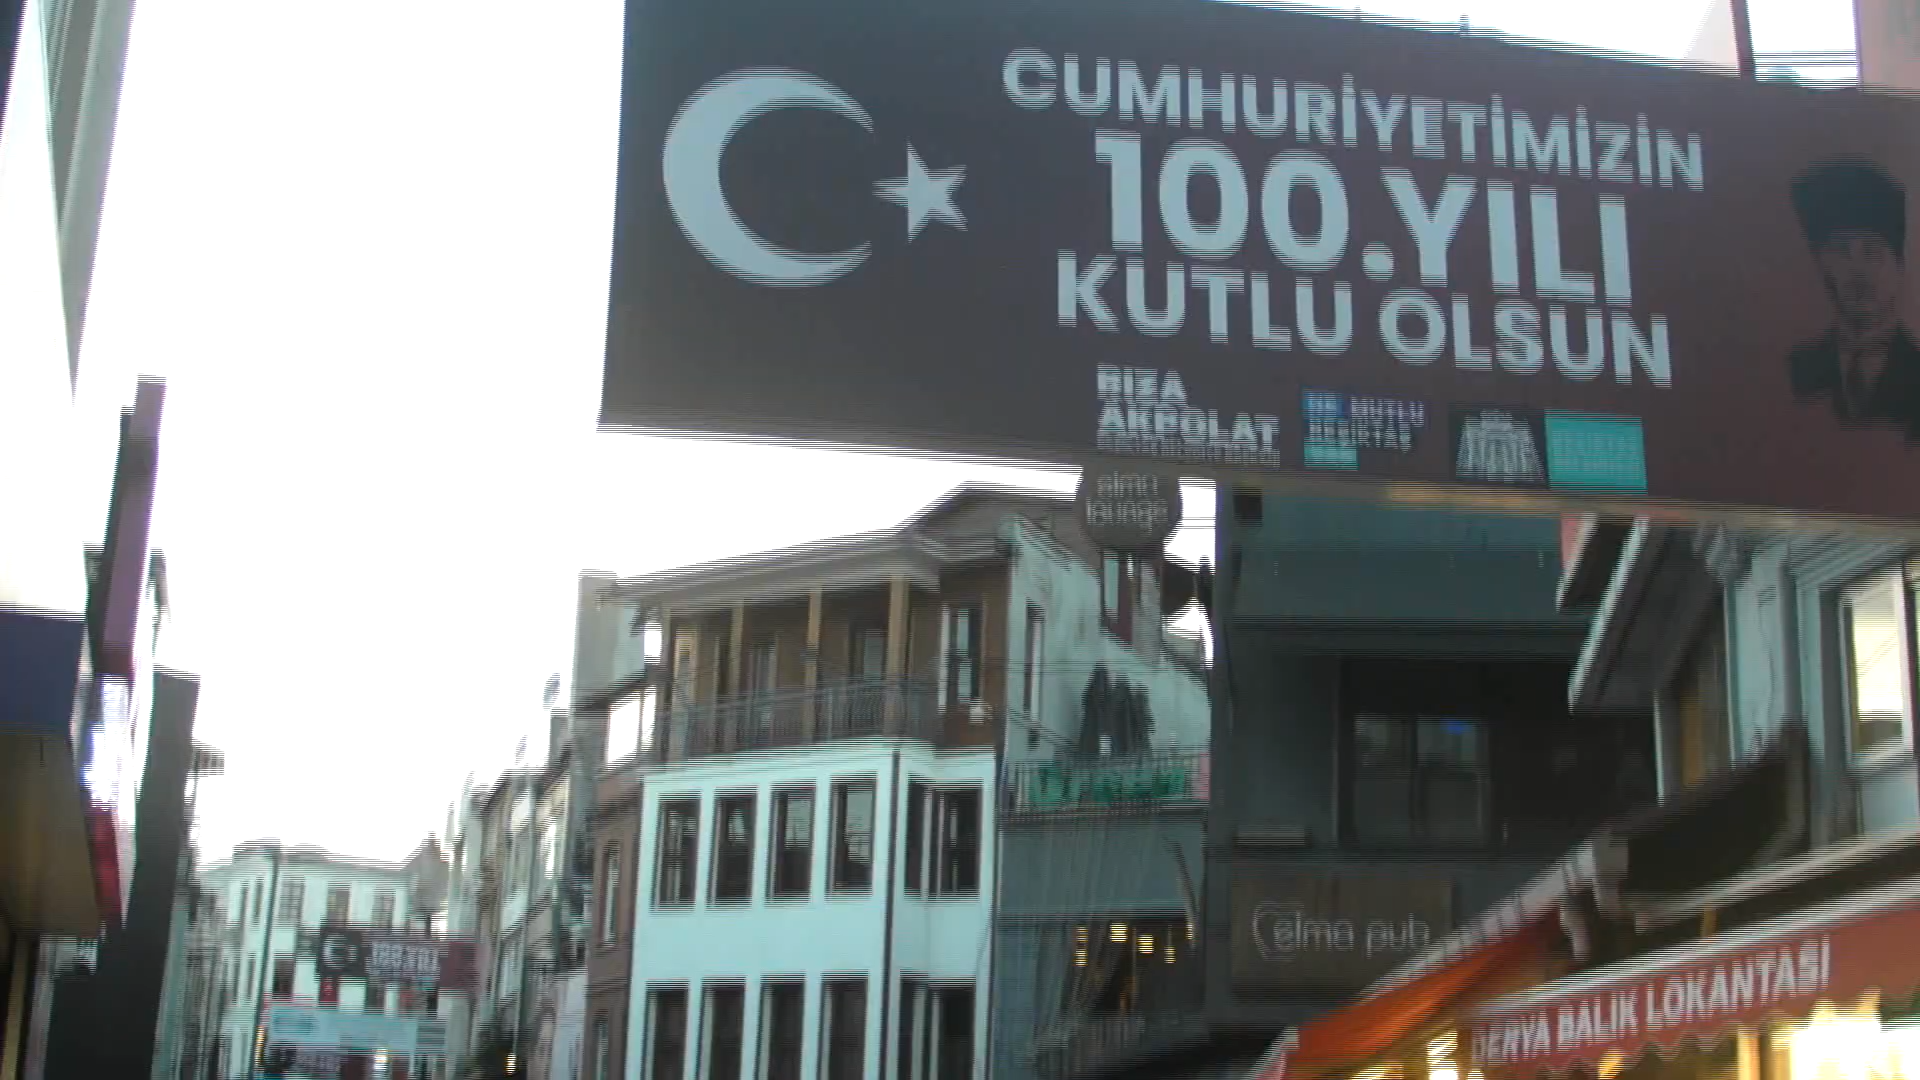 CUMHURİYETİMİZİN
100.YILI
KUTLU OLSUN
RIZA
AKPOLAT
MUTLU
BEŞİKTAŞ
elma
lounge
elma pub
DERYA BALIK LOKANTASI